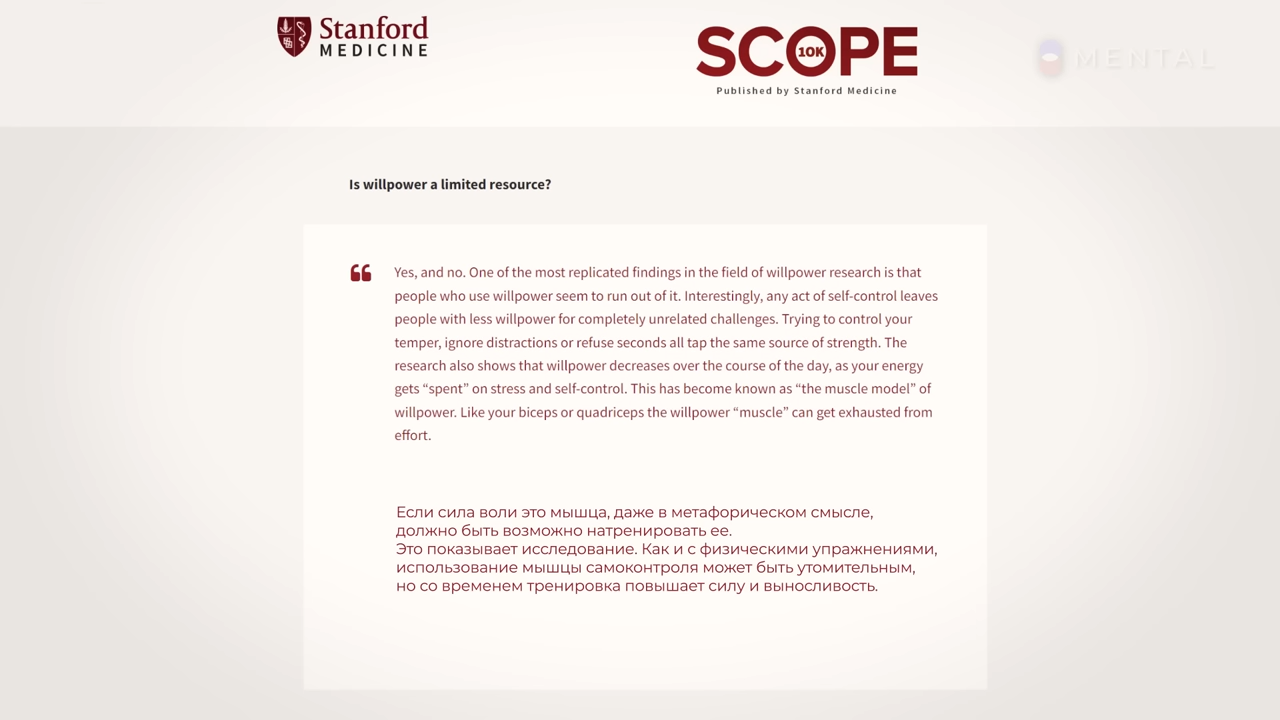 Stanford
MEDICINE
SCOPE
10K
Published by Stanford Medicine
MENTAL
Is willpower a limited resource?
“
Yes, and no. One of the most replicated findings in the field of willpower research is that
people who use willpower seem to run out of it. Interestingly, any act of self-control leaves
people with less willpower for completely unrelated challenges. Trying to control your
temper, ignore distractions or refuse seconds all tap the same source of strength. The
research also shows that willpower decreases over the course of the day, as your energy
gets “spent” on stress and self-control. This has become known as “the muscle model” of
willpower. Like your biceps or quadriceps the willpower “muscle” can get exhausted from
effort.
Если сила воли это мышца, даже в метафорическом смысле,
должно быть возможно натренировать ее.
Это показывает исследование. Как и с физическими упражнениями,
использование мышцы самоконтроля может быть утомительным,
но со временем тренировка повышает силу и выносливость.